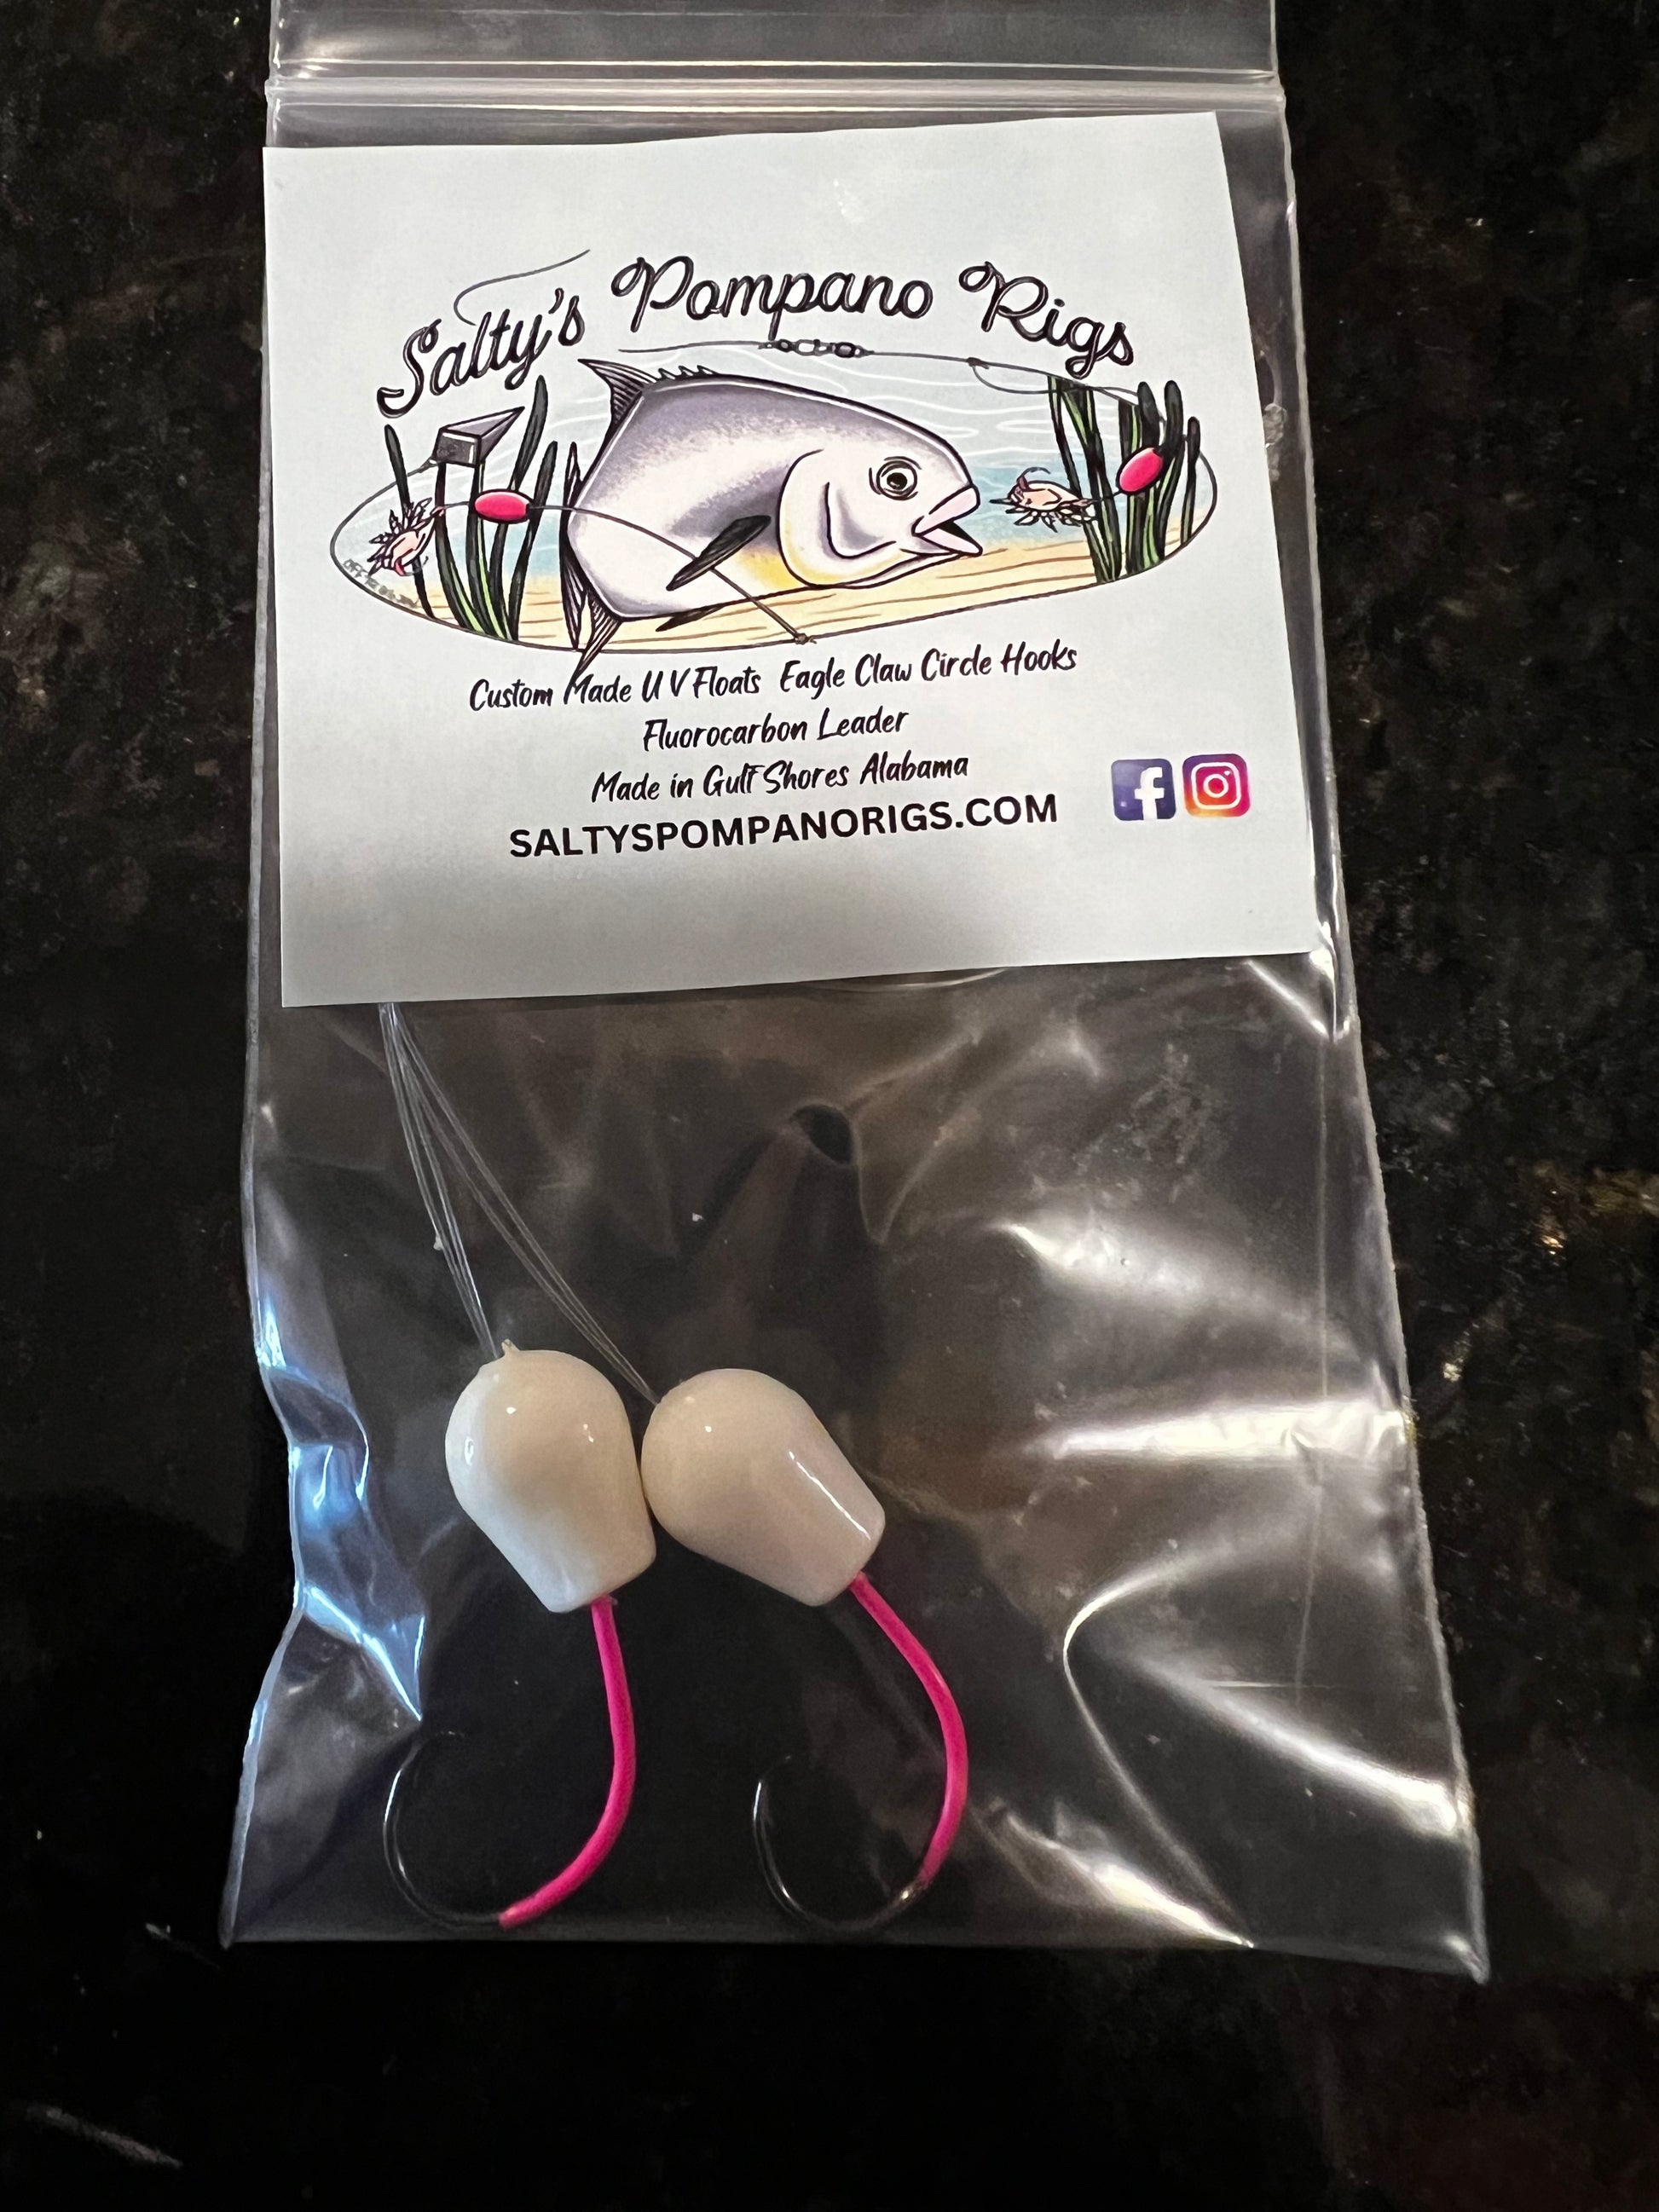 Salty's Pompano Rigs
Custom Made U V Floats Eagle Claw Circle Hooks
Fluorocarbon Leader
Made in Gulf Shores Alabama
SALTYSPOMPANORIGS.COM